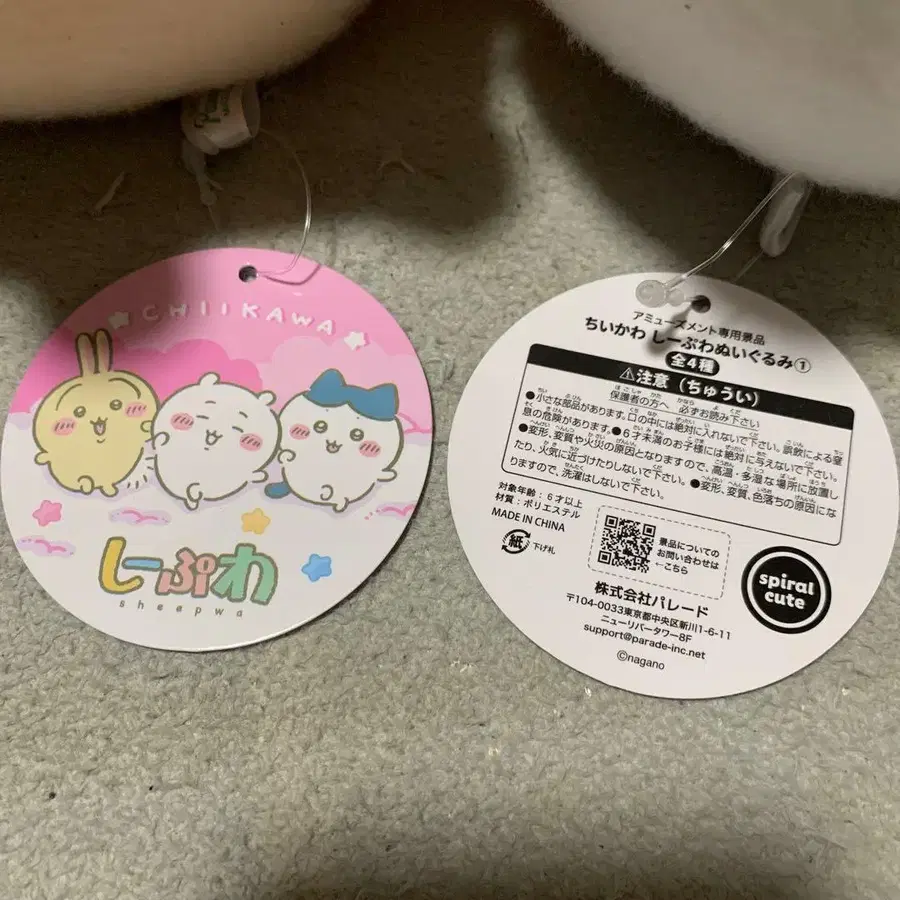 CHIIKAWA
しーぷわ
sheepwa
アミューズメント専用景品
ちいかわ しーぷわぬいぐるみ①
全4種
⚠注意(ちゅうい)
保護者の方へ 必ずお読み下さい
●小さな部品があります。口の中には絶対に入れないで下さい。誤飲による窒
息の危険があります。●6才未満のお子様には絶対に与えないで下さい。
●変形、変質や火災の原因となりますので、高温・多湿な場所に放置し
たり、火気に近づけたりしないで下さい。●変形、変質、色落ちの原因にな
りますので、洗濯はしないで下さい。
対象年齢:6才以上
材質:ポリエステル
MADE IN CHINA
紙
下げ札
景品についての
お問い合わせは
←こちら
spiral
cute
株式会社パレード
〒104-0033東京都中央区新川1-6-11
ニューリバータワー8F
support@parade-inc.net
©nagano